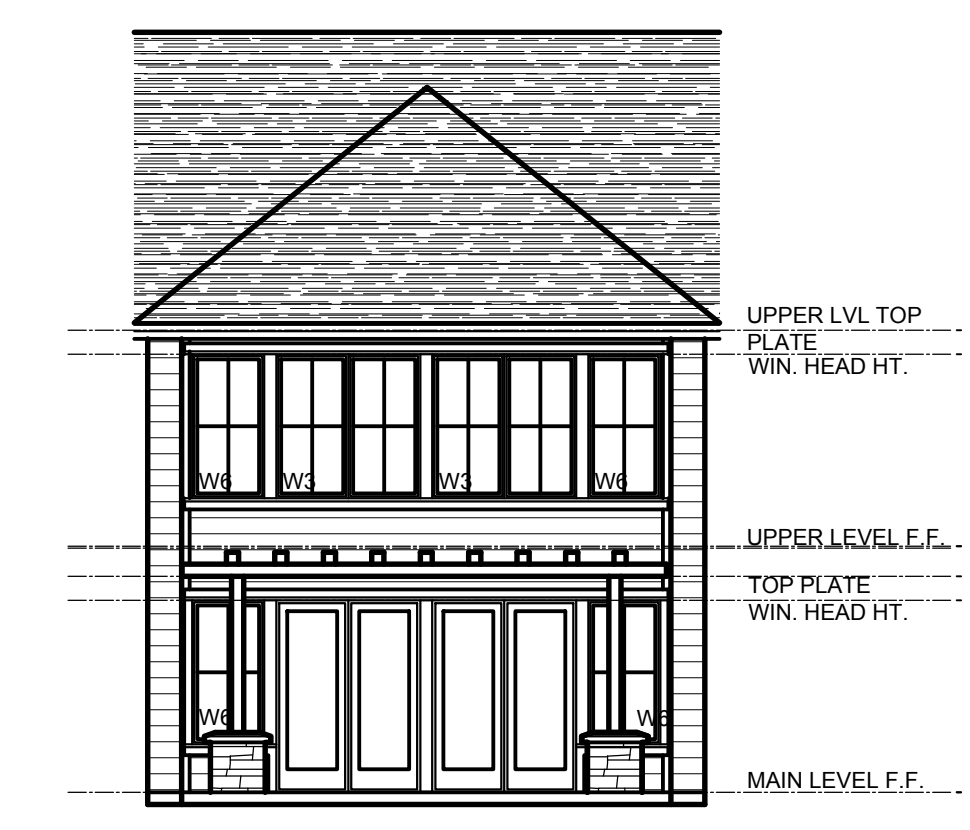 UPPER LVL TOP
PLATE
WIN. HEAD HT.
W6 W3 W3 W6
UPPER LEVEL F.F.
TOP PLATE
WIN. HEAD HT.
W6 W6
MAIN LEVEL F.F.